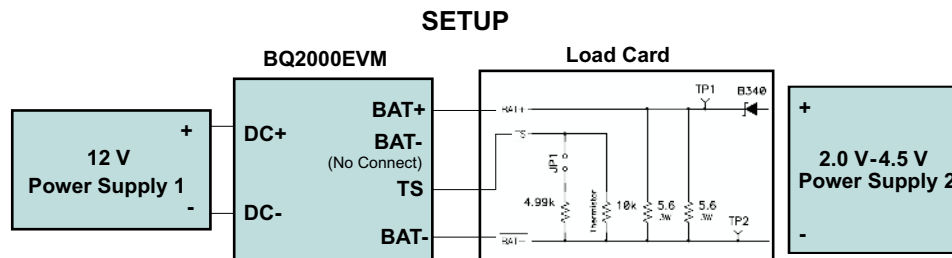 SETUP
BQ2000EVM
Load Card
12 V
Power Supply 1
+
-
DC+
DC-
BAT+
BAT-
(No Connect)
TS
BAT-
BAT+
TS
JP1
4.99k
Thermistor
10k
5.6
3W
5.6
3W
TP1
B340
TP2
BAT-
+
2.0 V-4.5 V
Power Supply 2
-